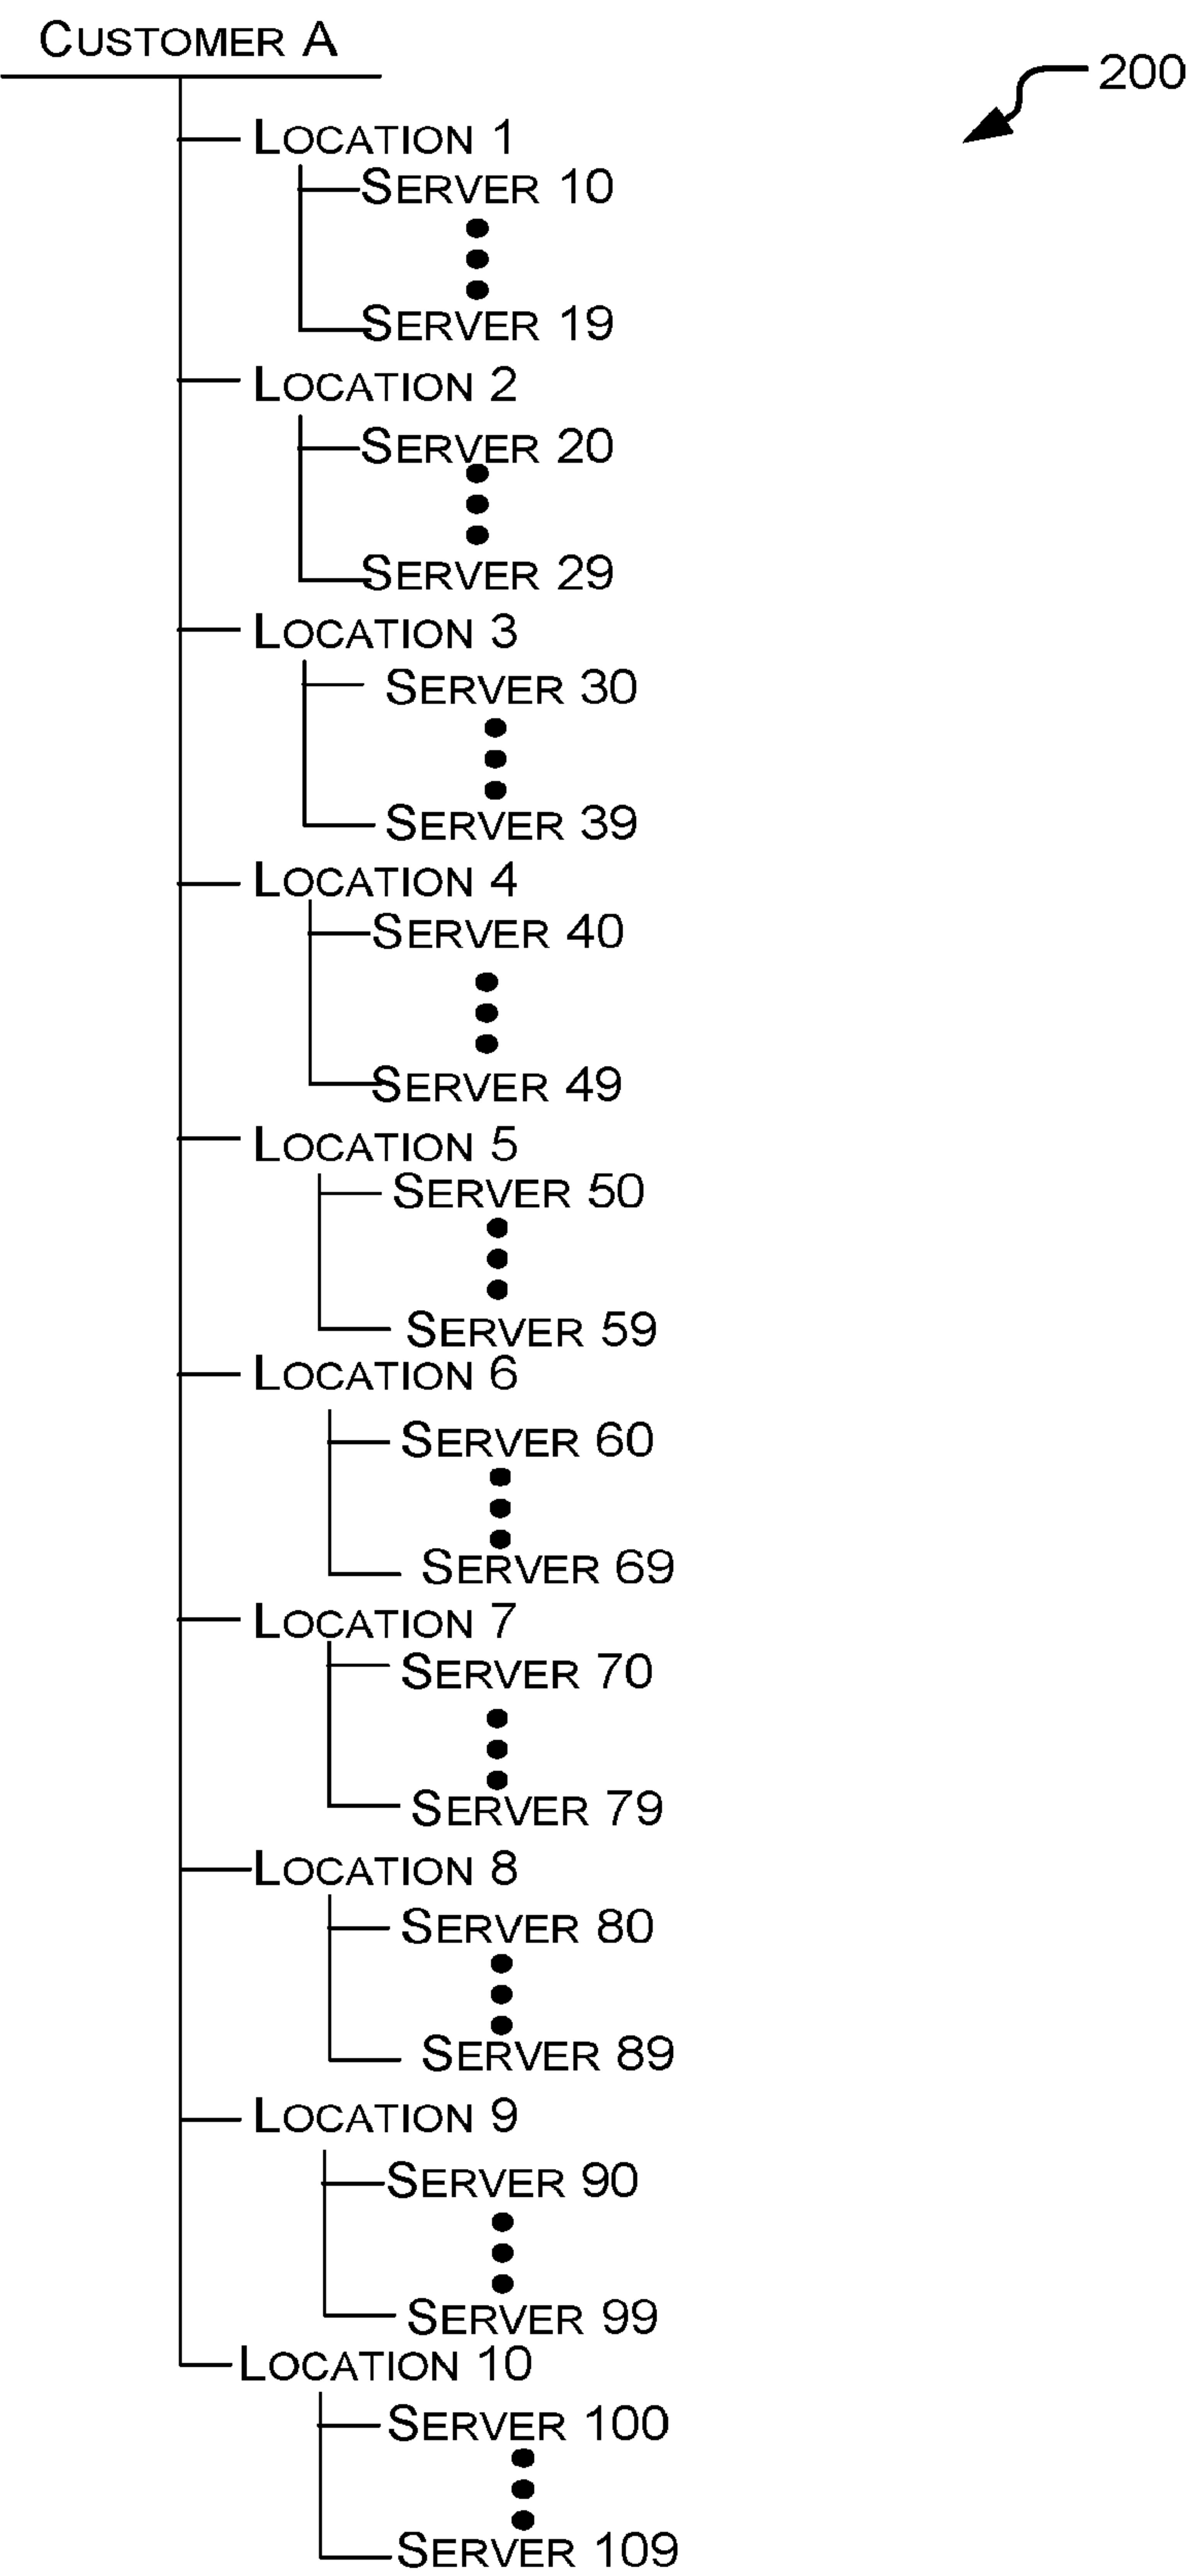 CUSTOMER A
200
LOCATION 1
SERVER 10
SERVER 19
LOCATION 2
SERVER 20
SERVER 29
LOCATION 3
SERVER 30
SERVER 39
LOCATION 4
SERVER 40
SERVER 49
LOCATION 5
SERVER 50
SERVER 59
LOCATION 6
SERVER 60
SERVER 69
LOCATION 7
SERVER 70
SERVER 79
LOCATION 8
SERVER 80
SERVER 89
LOCATION 9
SERVER 90
SERVER 99
LOCATION 10
SERVER 100
SERVER 109